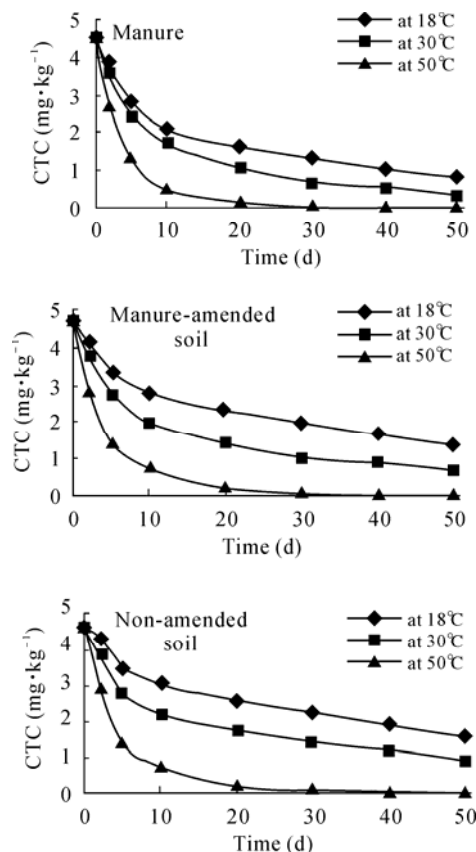 Manure
at 18℃
at 30℃
at 50℃
CTC (mg·kg⁻¹)
5
4
3
2
1
0
0 10 20 30 40 50
Time (d)
Manure-amended
soil
at 18℃
at 30℃
at 50℃
CTC (mg·kg⁻¹)
5
4
3
2
1
0
0 10 20 30 40 50
Time (d)
Non-amended
soil
at 18℃
at 30℃
at 50℃
CTC (mg·kg⁻¹)
5
4
3
2
1
0
0 10 20 30 40 50
Time (d)